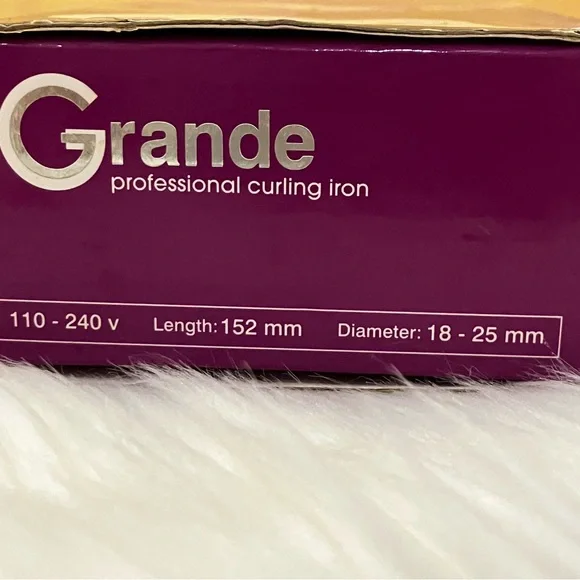 Grande
professional curling iron
110 - 240 v Length: 152 mm Diameter: 18 - 25 mm